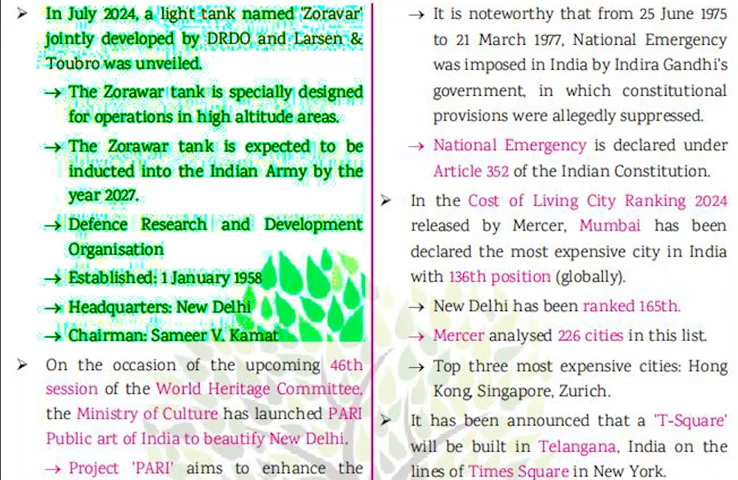 ➤ In July 2024, a light tank named 'Zoravar'
jointly developed by DRDO and Larsen &
Toubro was unveiled.
→ The Zorawar tank is specially designed
for operations in high altitude areas.
→ The Zorawar tank is expected to be
inducted into the Indian Army by the
year 2027.
→ Defence Research and Development
Organisation
→ Established: 1 January 1958
→ Headquarters: New Delhi
→ Chairman: Sameer V. Kamat
➤ On the occasion of the upcoming 46th
session of the World Heritage Committee,
the Ministry of Culture has launched PARI
Public art of India to beautify New Delhi.
→ Project 'PARI' aims to enhance the
→ It is noteworthy that from 25 June 1975
to 21 March 1977, National Emergency
was imposed in India by Indira Gandhi's
government, in which constitutional
provisions were allegedly suppressed.
→ National Emergency is declared under
Article 352 of the Indian Constitution.
➤ In the Cost of Living City Ranking 2024
released by Mercer, Mumbai has been
declared the most expensive city in India
with 136th position (globally).
→ New Delhi has been ranked 165th.
→ Mercer analysed 226 cities in this list.
→ Top three most expensive cities: Hong
Kong, Singapore, Zurich.
➤ It has been announced that a 'T-Square'
will be built in Telangana, India on the
lines of Times Square in New York.